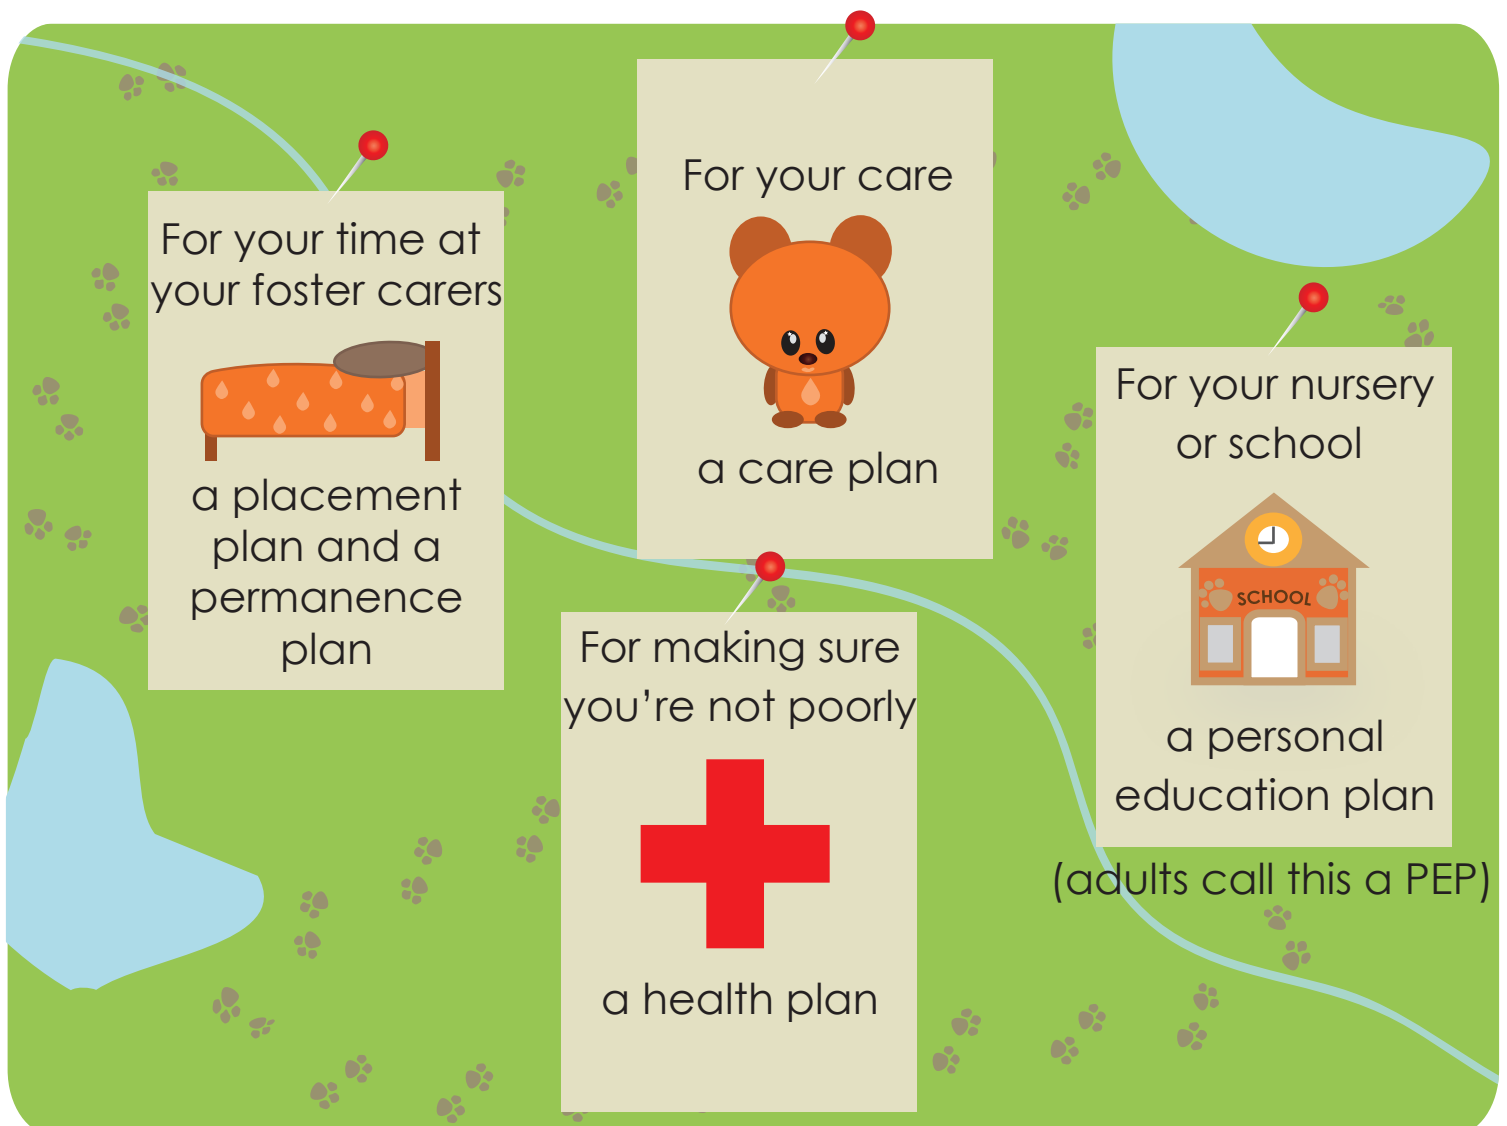 For your time at
your foster carers
a placement
plan and a
permanence
plan
For your care
a care plan
For making sure
you’re not poorly
a health plan
For your nursery
or school
SCHOOL
a personal
education plan
(adults call this a PEP)